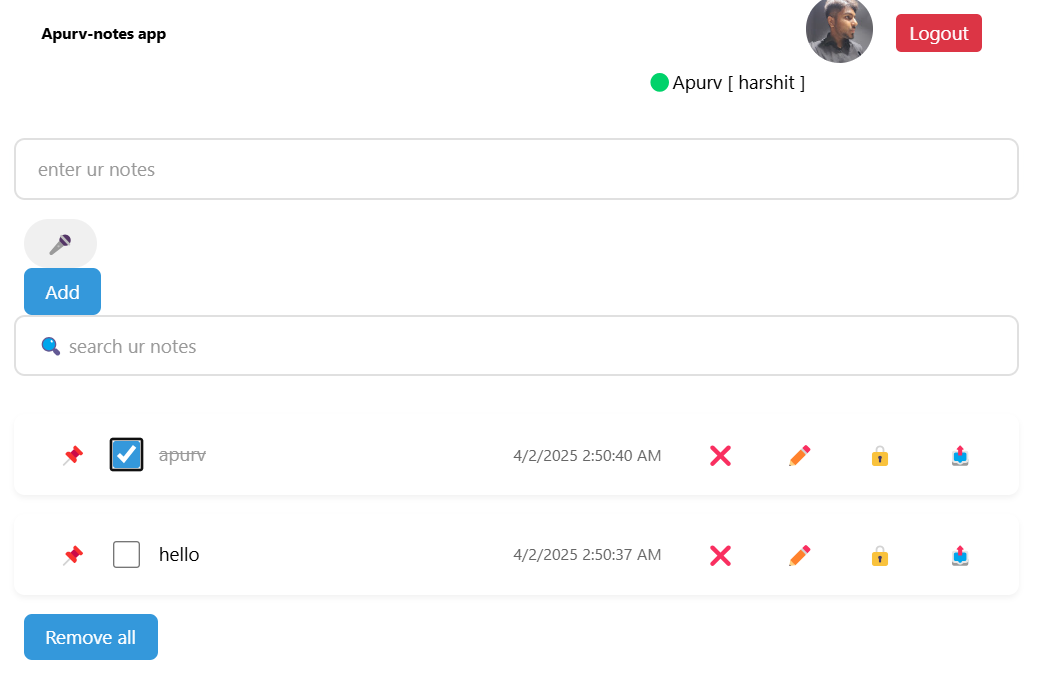 Apurv-notes app
Logout
Apurv [ harshit ]
enter ur notes
Add
search ur notes
apurv 4/2/2025 2:50:40 AM
hello 4/2/2025 2:50:37 AM
Remove all